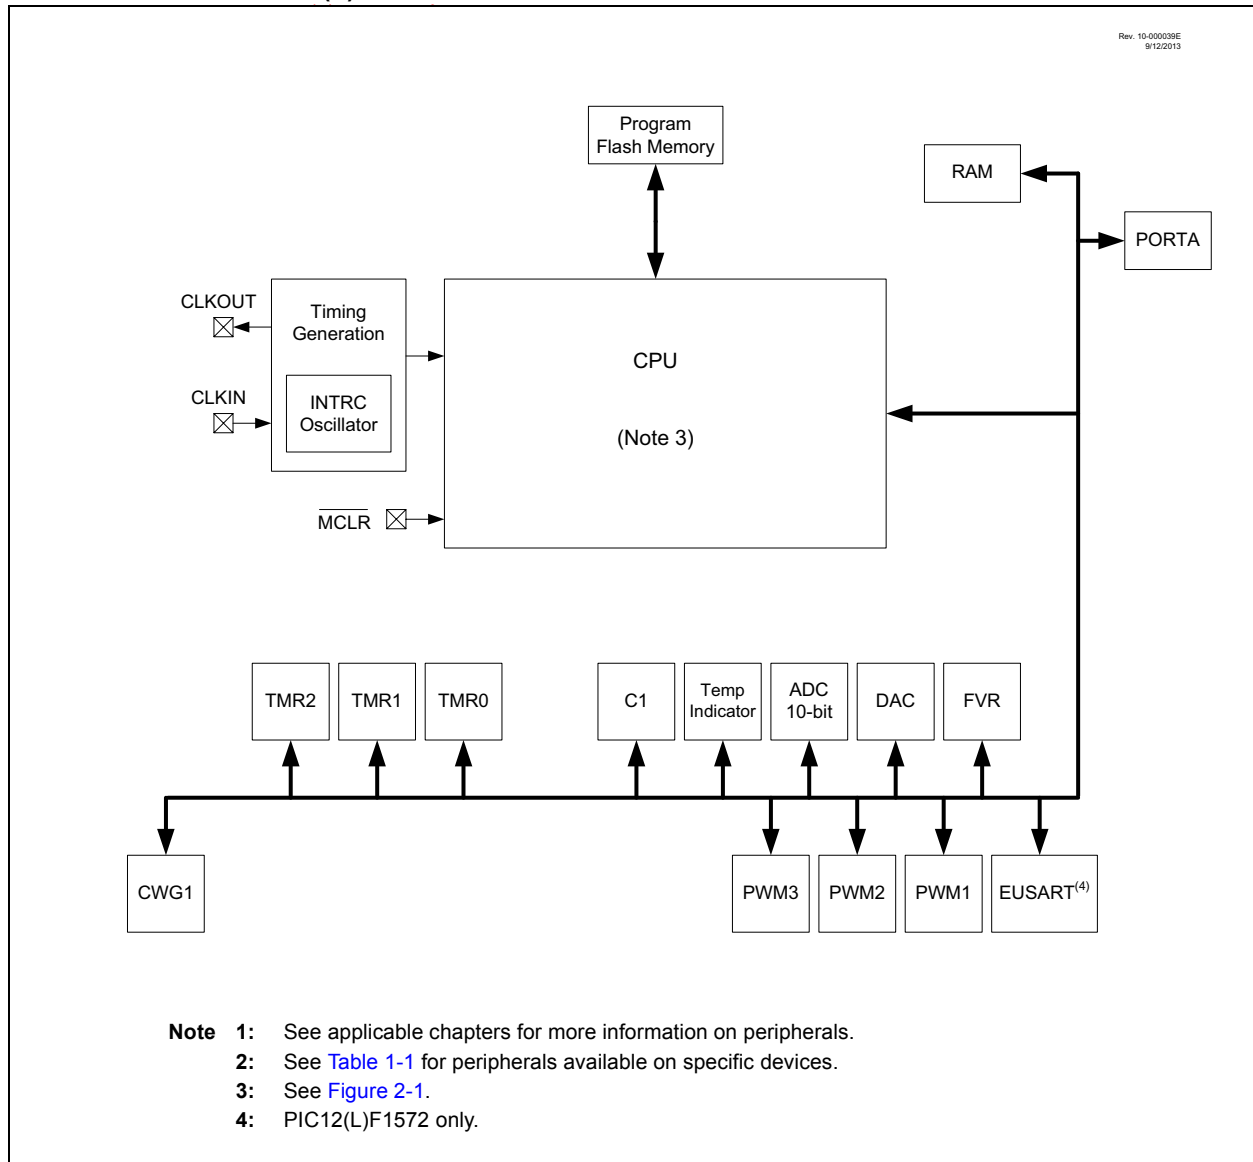 Rev. 10-000039E
9/12/2013
Program
Flash Memory
RAM
PORTA
CLKOUT
Timing
Generation
CPU
CLKIN
INTRC
Oscillator
(Note 3)
MCLR
TMR2
TMR1
TMR0
C1
Temp
Indicator
ADC
10-bit
DAC
FVR
CWG1
PWM3
PWM2
PWM1
EUSART(4)
Note 1: See applicable chapters for more information on peripherals.
2: See Table 1-1 for peripherals available on specific devices.
3: See Figure 2-1.
4: PIC12(L)F1572 only.